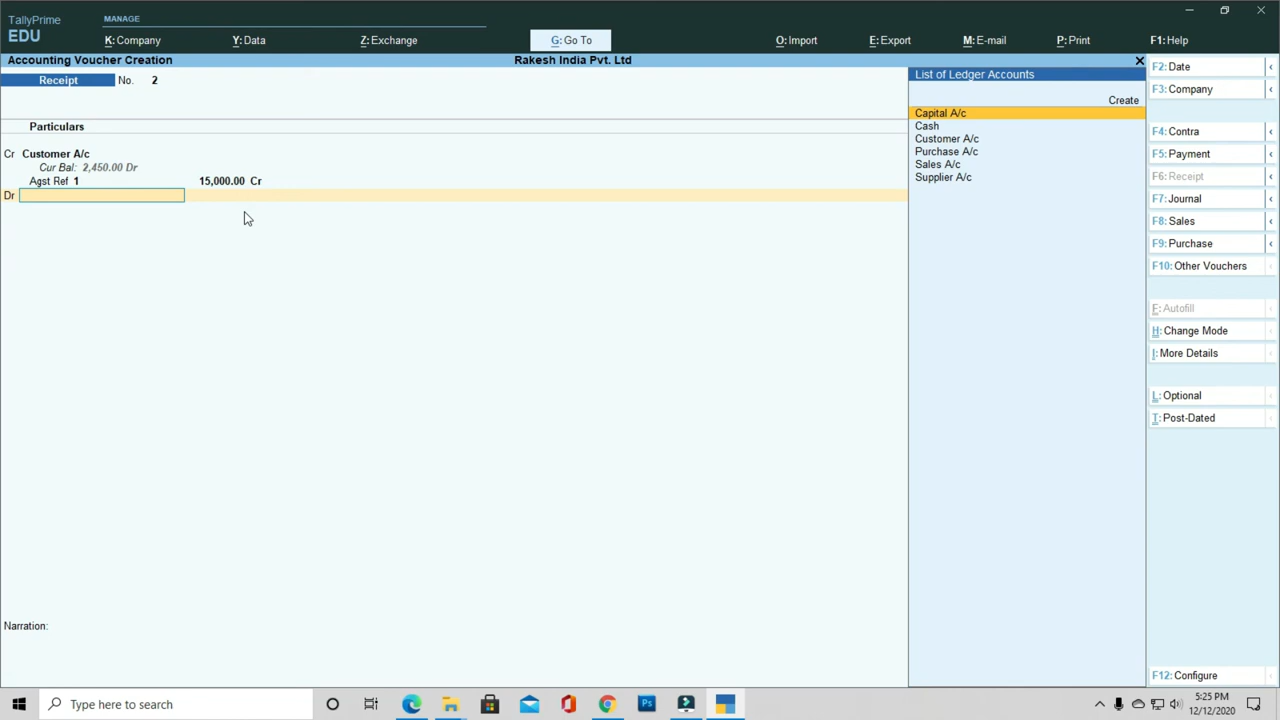 TallyPrime
EDU
MANAGE
K: Company
Y: Data
Z: Exchange
G: Go To
O: Import
E: Export
M: E-mail
P: Print
F1: Help
Accounting Voucher Creation
Rakesh India Pvt. Ltd
Receipt No. 2
Particulars
Cr Customer A/c
Cur Bal: 2,450.00 Dr
Agst Ref 1 15,000.00 Cr
Dr
Narration:
List of Ledger Accounts
Create
Capital A/c
Cash
Customer A/c
Purchase A/c
Sales A/c
Supplier A/c
F2: Date
F3: Company
F4: Contra
F5: Payment
F6: Receipt
F7: Journal
F8: Sales
F9: Purchase
F10: Other Vouchers
F: Autofill
H: Change Mode
I: More Details
L: Optional
T: Post-Dated
F12: Configure
Type here to search
5:25 PM
12/12/2020